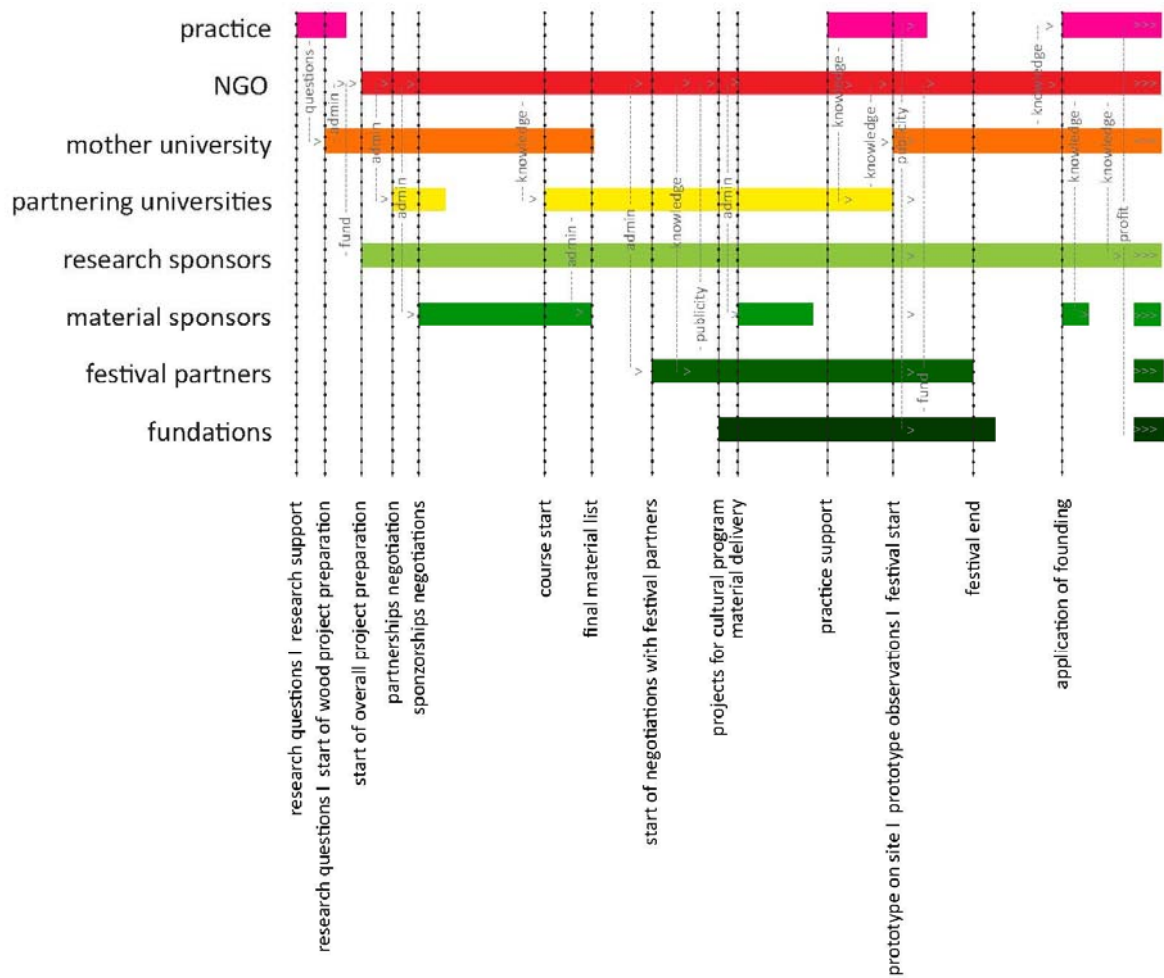 practice
NGO
mother university
partnering universities
research sponsors
material sponsors
festival partners
fundations
- questions -
admin -
- fund
admin
admin
--- knowledge -
- admin -
- admin -
knowledge
- publicity
admin
- knowledge -
- knowledge -
publicity
- fund
- knowledge -
knowledge -
- knowledge -
- profit
>>>
>>>
>>>
>>>
>>>
>>>
>>>
research questions I research support
research questions I start of wood project preparation
start of overall project preparation
partnerships negotiation
sponzorships negotiations
course start
final material list
start of negotiations with festival partners
projects for cultural program
material delivery
practice support
prototype on site I prototype observations I festival start
festival end
application of founding